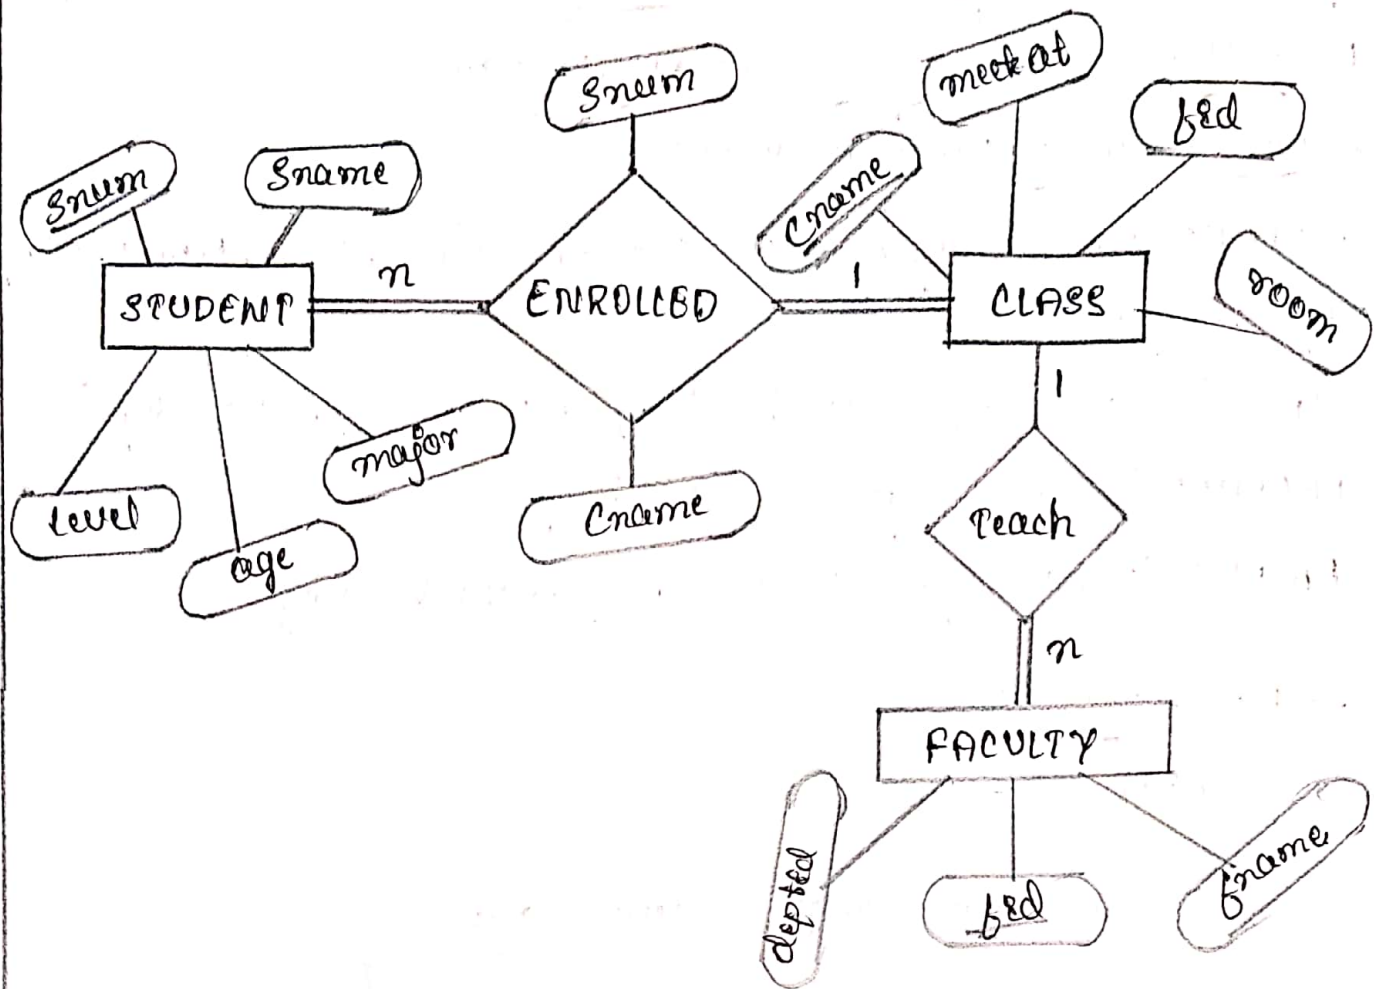 meet at
Snum
fid
Snum
Sname
Cname
n
1
STUDENT
ENROLLED
CLASS
room
1
major
level
Cname
Teach
age
n
FACULTY
deptid
fid
fname